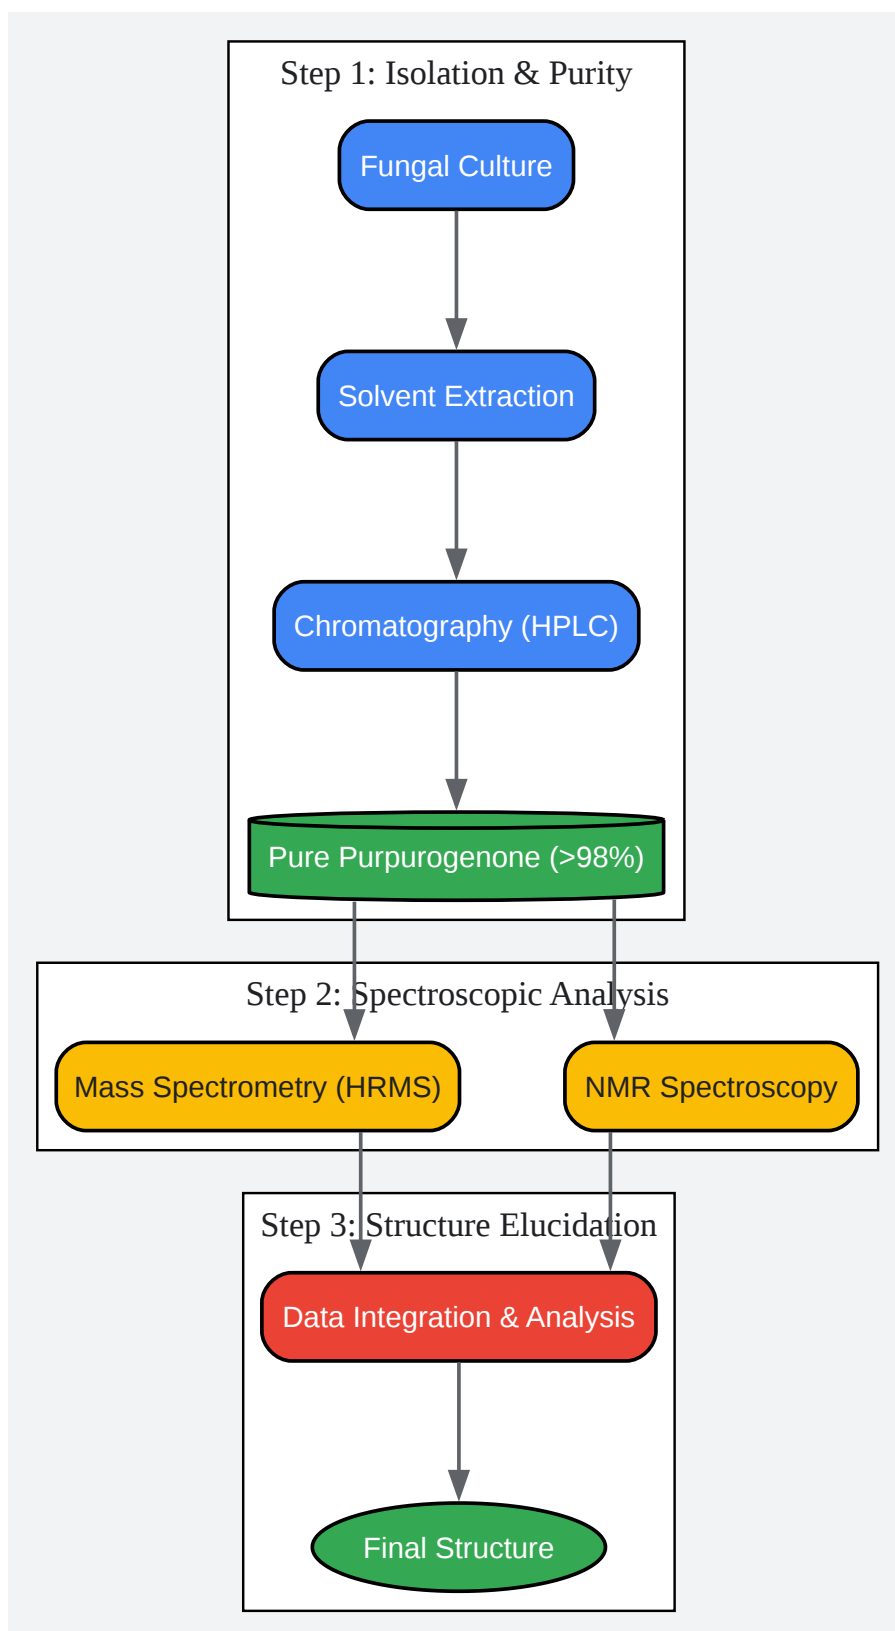 Step 1: Isolation & Purity
Fungal Culture
Solvent Extraction
Chromatography (HPLC)
Pure Purpurogenone (>98%)
Step 2: Spectroscopic Analysis
Mass Spectrometry (HRMS)
NMR Spectroscopy
Step 3: Structure Elucidation
Data Integration & Analysis
Final Structure